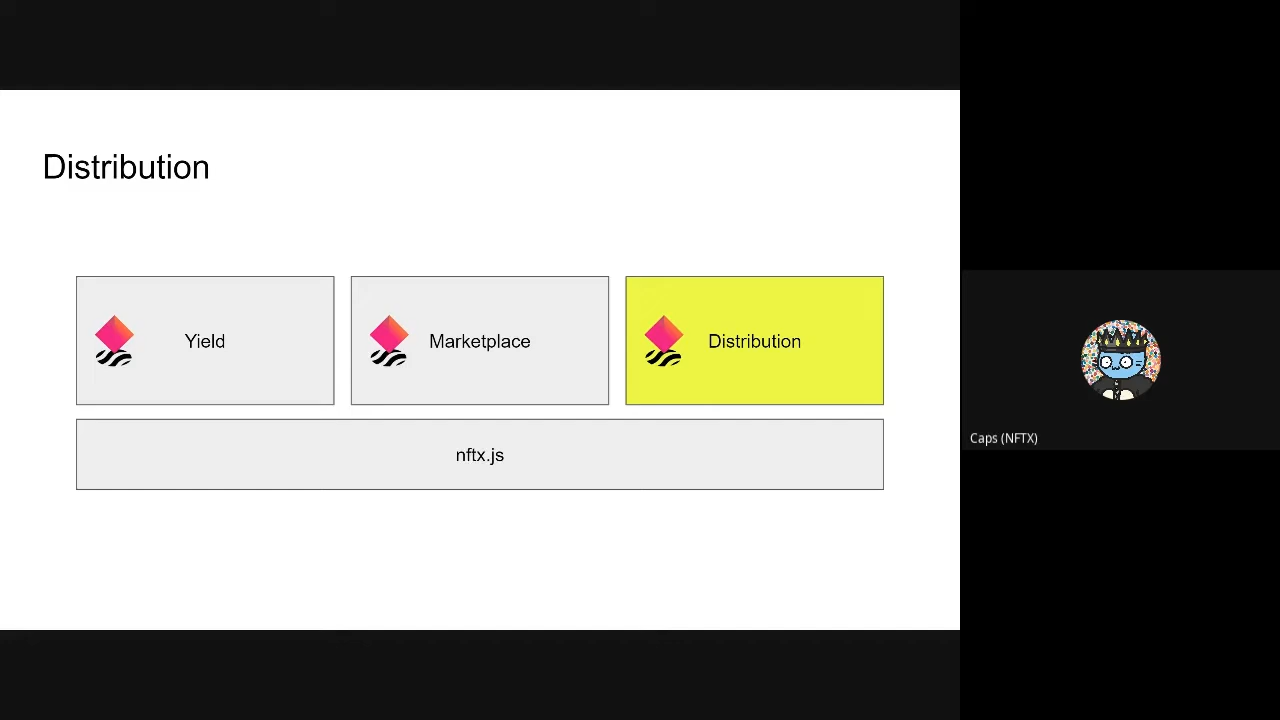 Distribution
Yield
Marketplace
Distribution
nftx.js
Caps (NFTX)